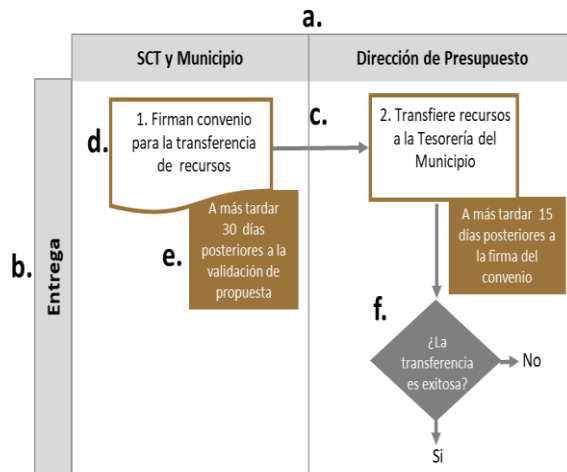 a.
SCT y Municipio
Dirección de Presupuesto
b.
Entrega
d.
1. Firman convenio
para la transferencia
de recursos
c.
2. Transfiere recursos
a la Tesorería del
Municipio
e.
A más tardar
30 días
posteriores a la
validación de
propuesta
A más tardar 15
días posteriores a
la firma del
convenio
f.
¿La
transferencia
es exitosa?
No
Si